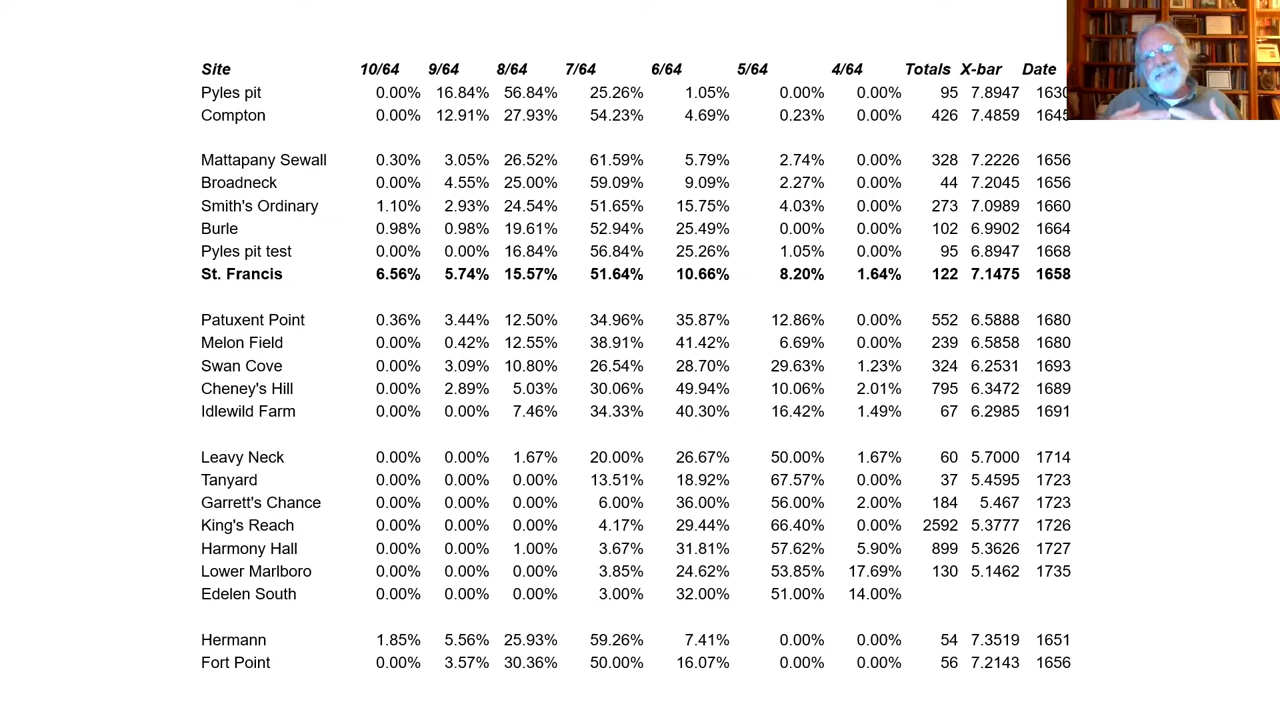 Site 10/64 9/64 8/64 7/64 6/64 5/64 4/64 Totals X-bar Date
Pyles pit 0.00% 16.84% 56.84% 25.26% 1.05% 0.00% 0.00% 95 7.8947 1630
Compton 0.00% 12.91% 27.93% 54.23% 4.69% 0.23% 0.00% 426 7.4859 1645
Mattapany Sewall 0.30% 3.05% 26.52% 61.59% 5.79% 2.74% 0.00% 328 7.2226 1656
Broadneck 0.00% 4.55% 25.00% 59.09% 9.09% 2.27% 0.00% 44 7.2045 1656
Smith's Ordinary 1.10% 2.93% 24.54% 51.65% 15.75% 4.03% 0.00% 273 7.0989 1660
Burle 0.98% 0.98% 19.61% 52.94% 25.49% 0.00% 0.00% 102 6.9902 1664
Pyles pit test 0.00% 0.00% 16.84% 56.84% 25.26% 1.05% 0.00% 95 6.8947 1668
St. Francis 6.56% 5.74% 15.57% 51.64% 10.66% 8.20% 1.64% 122 7.1475 1658
Patuxent Point 0.36% 3.44% 12.50% 34.96% 35.87% 12.86% 0.00% 552 6.5888 1680
Melon Field 0.00% 0.42% 12.55% 38.91% 41.42% 6.69% 0.00% 239 6.5858 1680
Swan Cove 0.00% 3.09% 10.80% 26.54% 28.70% 29.63% 1.23% 324 6.2531 1693
Cheney's Hill 0.00% 2.89% 5.03% 30.06% 49.94% 10.06% 2.01% 795 6.3472 1689
Idlewild Farm 0.00% 0.00% 7.46% 34.33% 40.30% 16.42% 1.49% 67 6.2985 1691
Leavy Neck 0.00% 0.00% 1.67% 20.00% 26.67% 50.00% 1.67% 60 5.7000 1714
Tanyard 0.00% 0.00% 0.00% 13.51% 18.92% 67.57% 0.00% 37 5.4595 1723
Garrett's Chance 0.00% 0.00% 0.00% 6.00% 36.00% 56.00% 2.00% 184 5.467 1723
King's Reach 0.00% 0.00% 0.00% 4.17% 29.44% 66.40% 0.00% 2592 5.3777 1726
Harmony Hall 0.00% 0.00% 1.00% 3.67% 31.81% 57.62% 5.90% 899 5.3626 1727
Lower Marlboro 0.00% 0.00% 0.00% 3.85% 24.62% 53.85% 17.69% 130 5.1462 1735
Edelen South 0.00% 0.00% 0.00% 3.00% 32.00% 51.00% 14.00%
Hermann 1.85% 5.56% 25.93% 59.26% 7.41% 0.00% 0.00% 54 7.3519 1651
Fort Point 0.00% 3.57% 30.36% 50.00% 16.07% 0.00% 0.00% 56 7.2143 1656